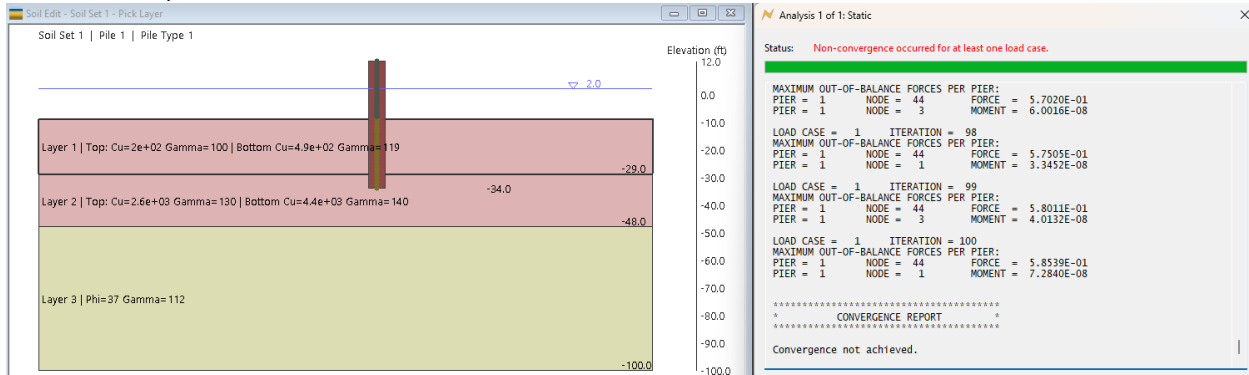 Soil Edit - Soil Set 1 - Pick Layer
Soil Set 1 | Pile 1 | Pile Type 1
Elevation (ft)
12.0
2.0
0.0
-10.0
Layer 1 | Top: Cu=2e+02 Gamma=100 | Bottom Cu=4.9e+02 Gamma=119
-20.0
-29.0
-30.0
-34.0
Layer 2 | Top: Cu=2.6e+03 Gamma=130 | Bottom Cu=4.4e+03 Gamma=140
-40.0
-48.0
-50.0
-60.0
-70.0
Layer 3 | Phi=37 Gamma=112
-80.0
-90.0
-100.0
-100.0
Analysis 1 of 1: Static
Status: Non-convergence occurred for at least one load case.
MAXIMUM OUT-OF-BALANCE FORCES PER PIER:
PIER = 1 NODE = 44 FORCE = 5.7020E-01
PIER = 1 NODE = 3 MOMENT = 6.0016E-08
LOAD CASE = 1 ITERATION = 98
MAXIMUM OUT-OF-BALANCE FORCES PER PIER:
PIER = 1 NODE = 44 FORCE = 5.7505E-01
PIER = 1 NODE = 1 MOMENT = 3.3452E-08
LOAD CASE = 1 ITERATION = 99
MAXIMUM OUT-OF-BALANCE FORCES PER PIER:
PIER = 1 NODE = 44 FORCE = 5.8011E-01
PIER = 1 NODE = 3 MOMENT = 4.0132E-08
LOAD CASE = 1 ITERATION = 100
MAXIMUM OUT-OF-BALANCE FORCES PER PIER:
PIER = 1 NODE = 44 FORCE = 5.8539E-01
PIER = 1 NODE = 1 MOMENT = 7.2840E-08
***************************************
* CONVERGENCE REPORT *
***************************************
Convergence not achieved.